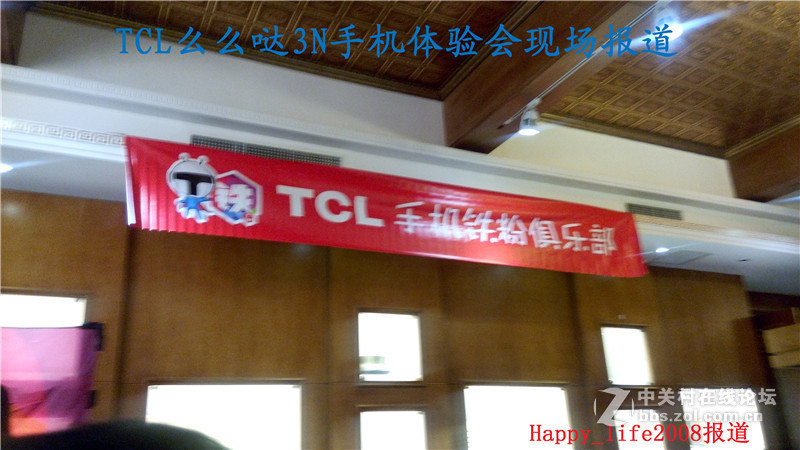 TCL么么哒3N手机体验会现场报道
铁 TCL 手机铁粉俱乐陪
中关村在线论坛
bbs.zol.com.cn
Happy_life2008报道